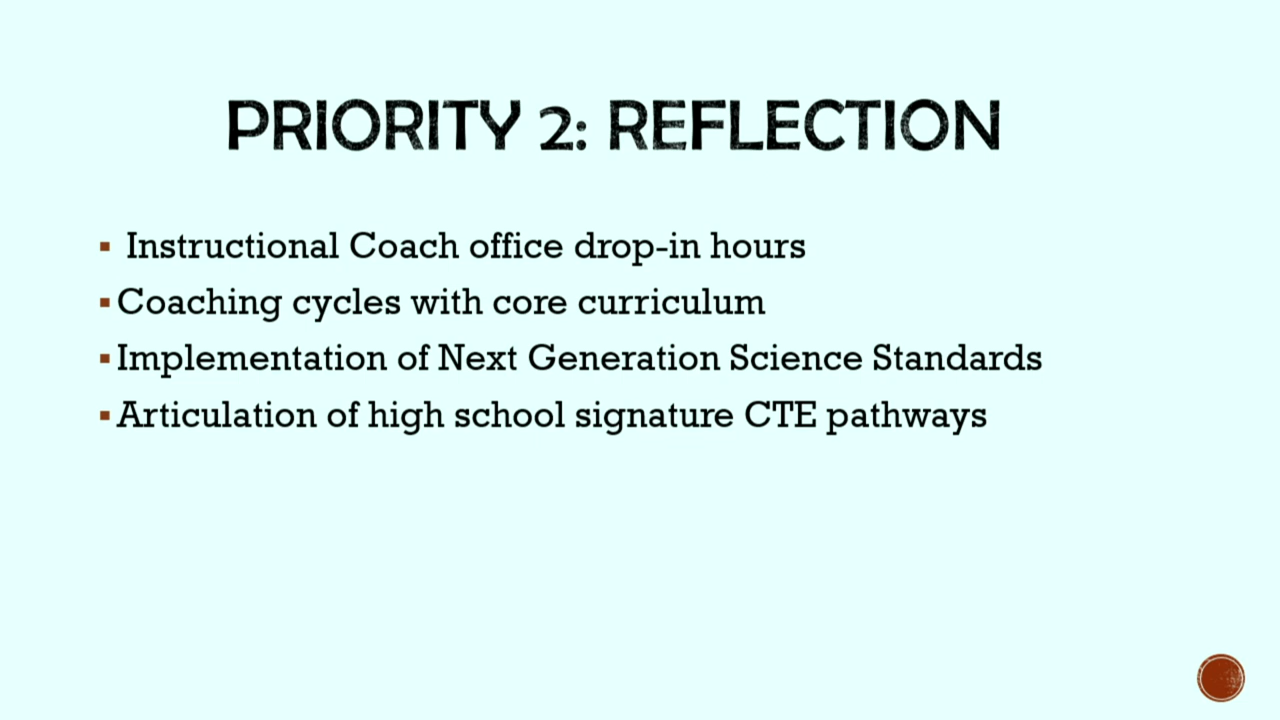 PRIORITY 2: REFLECTION
Instructional Coach office drop-in hours
Coaching cycles with core curriculum
Implementation of Next Generation Science Standards
Articulation of high school signature CTE pathways